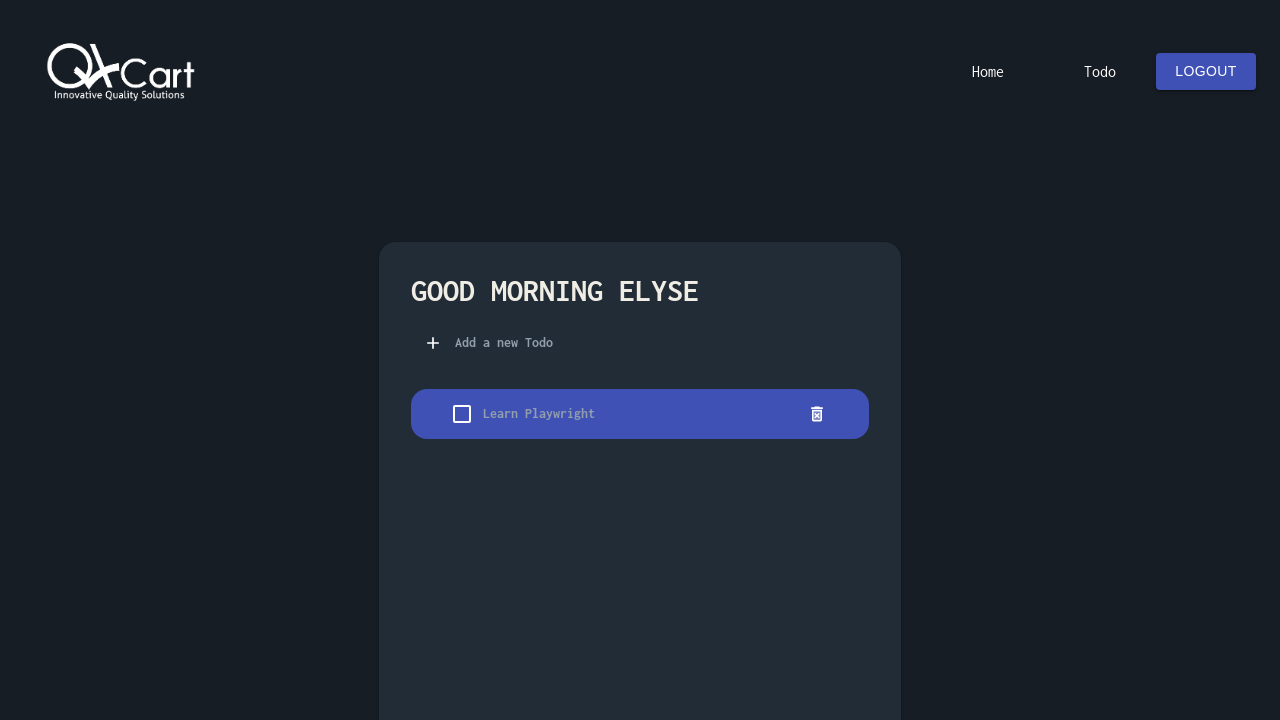 QACart
Innovative Quality Solutions
Home
Todo
LOGOUT
GOOD MORNING ELYSE
Add a new Todo
Learn Playwright